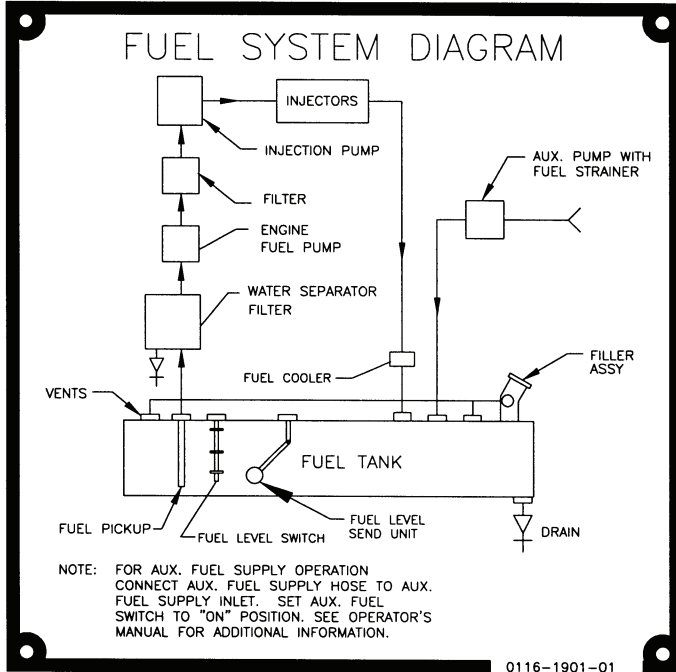 FUEL SYSTEM DIAGRAM
INJECTORS
INJECTION PUMP
AUX. PUMP WITH
FUEL STRAINER
FILTER
ENGINE
FUEL PUMP
WATER SEPARATOR
FILTER
FUEL COOLER
FILLER
ASSY
VENTS
FUEL TANK
FUEL PICKUP
FUEL LEVEL SWITCH
FUEL LEVEL
SEND UNIT
DRAIN
NOTE: FOR AUX. FUEL SUPPLY OPERATION
CONNECT AUX. FUEL SUPPLY HOSE TO AUX.
FUEL SUPPLY INLET. SET AUX. FUEL
SWITCH TO "ON" POSITION. SEE OPERATOR'S
MANUAL FOR ADDITIONAL INFORMATION.
0116-1901-01